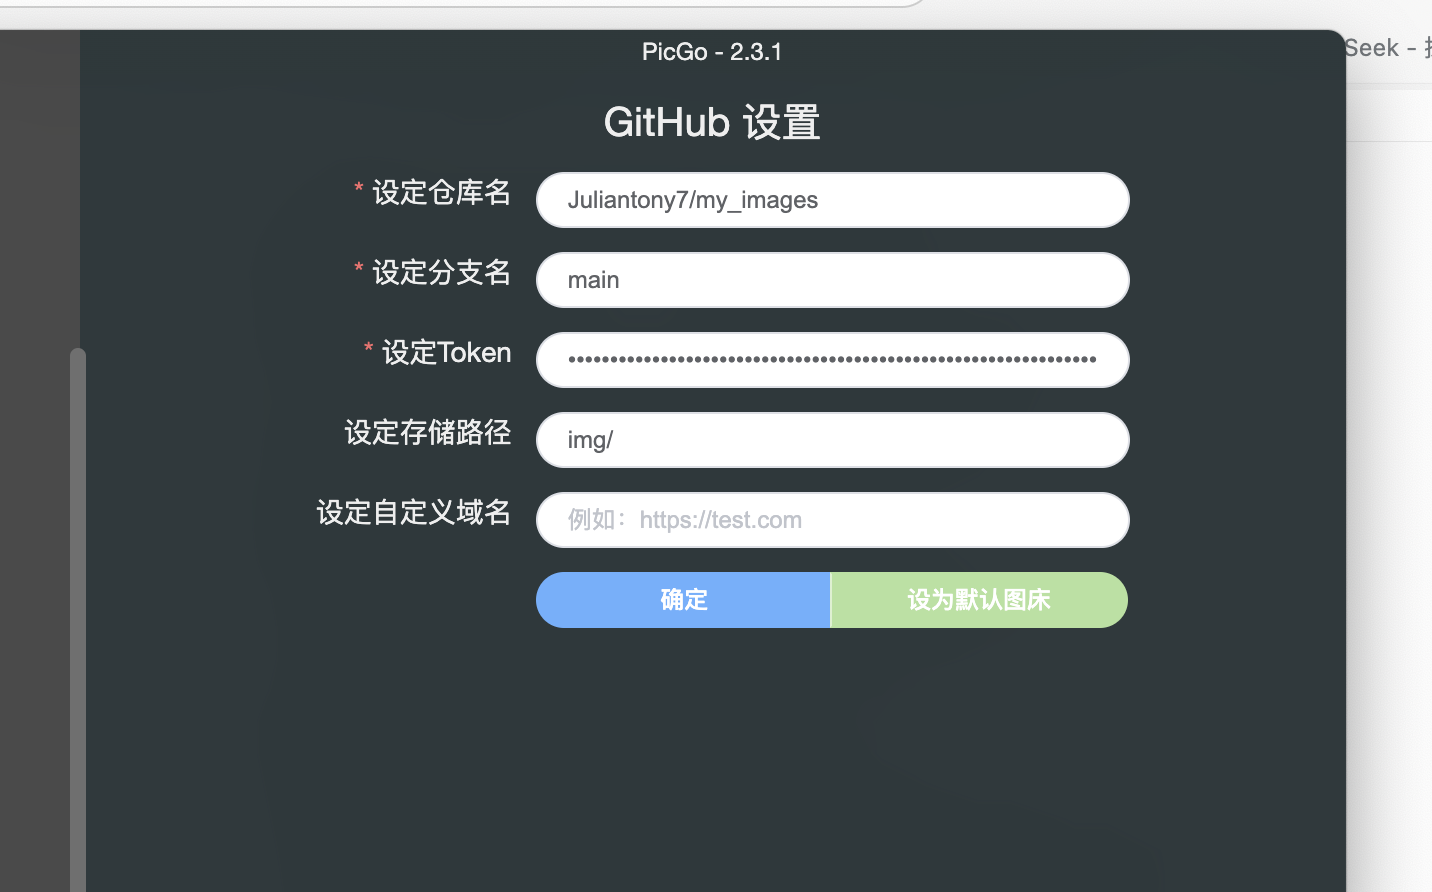 Seek -
PicGo - 2.3.1
GitHub 设置
* 设定仓库名 Juliantony7/my_images
* 设定分支名 main
* 设定Token ••••••••••••••••••••••••••••••••••••••••••••••••••••••••••••••
设定存储路径 img/
设定自定义域名 例如：https://test.com
确定 设为默认图床